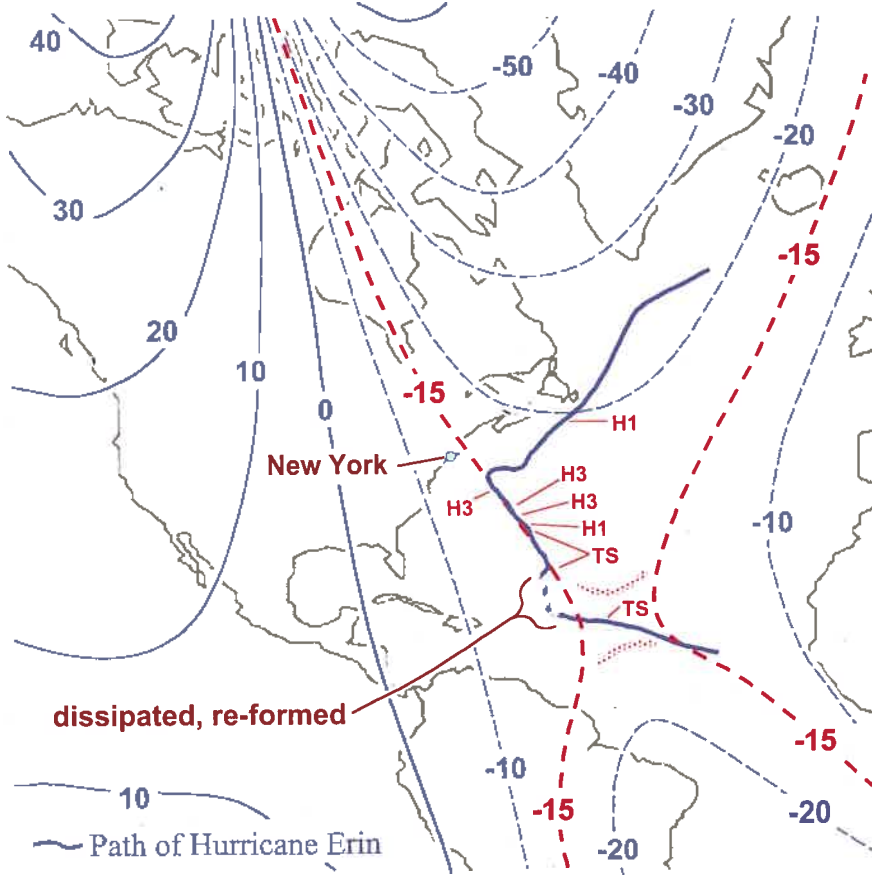 40
-50
-40
-30
-20
30
-15
20
10
0
-15
H1
New York
H3
H3
H3
H1
-10
TS
TS
dissipated, re-formed
-10
-15
10
-15
-20
-20
Path of Hurricane Erin